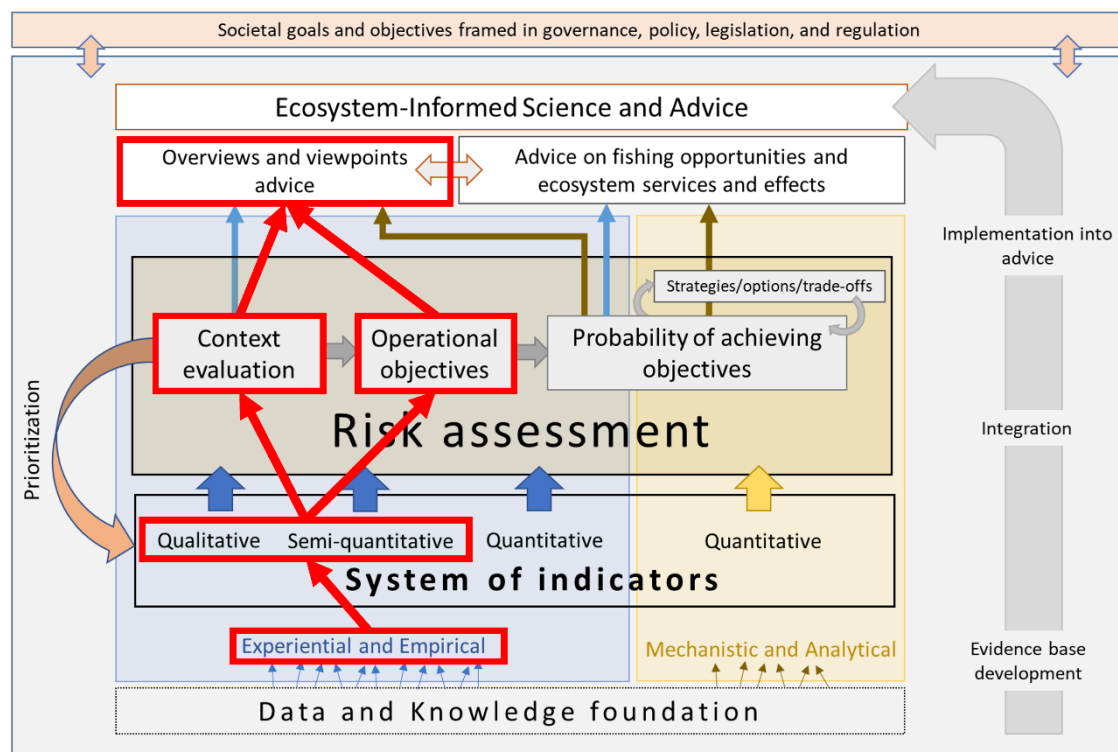 Societal goals and objectives framed in governance, policy, legislation, and regulation
Ecosystem-Informed Science and Advice
Overviews and viewpoints
advice
Advice on fishing opportunities and
ecosystem services and effects
Implementation into
advice
Strategies/options/trade-offs
Context
evaluation
Operational
objectives
Probability of achieving
objectives
Risk assessment
Prioritization
Integration
Qualitative
Semi-quantitative
Quantitative
Quantitative
System of indicators
Experiential and Empirical
Mechanistic and Analytical
Evidence base
development
Data and Knowledge foundation